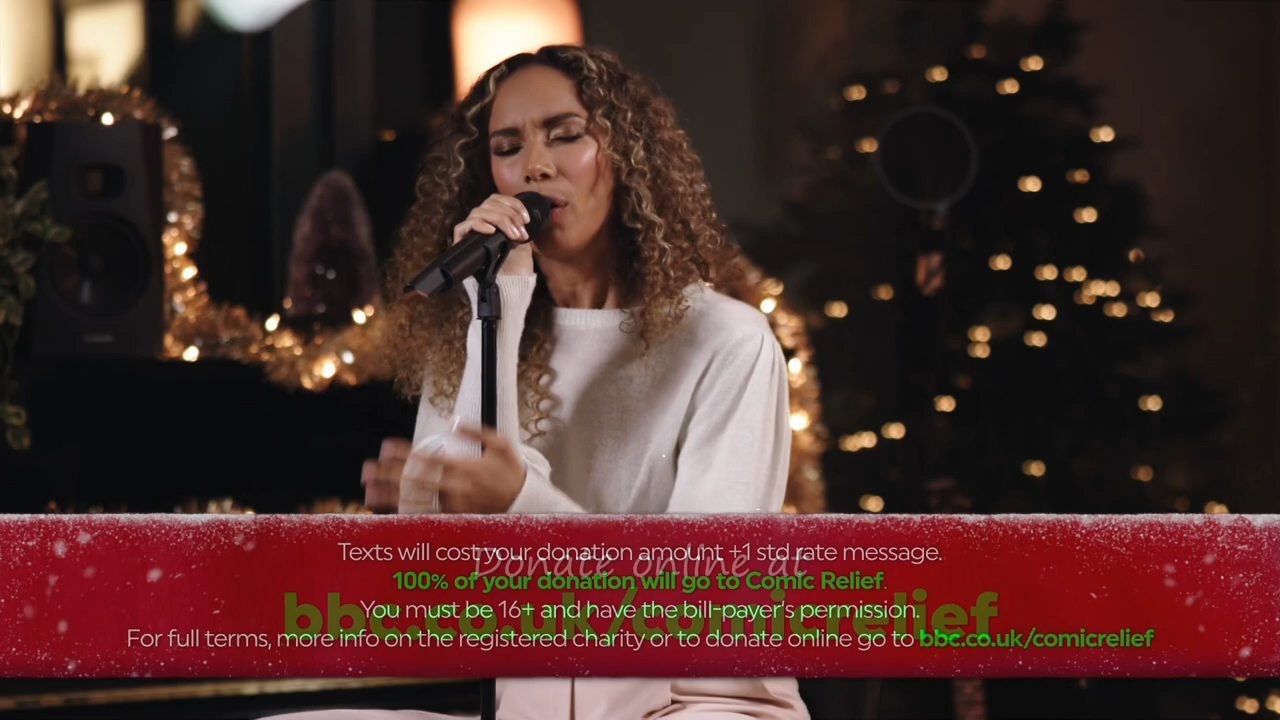 Texts will cost your donation amount +1 std rate message.
Donate online at
100% of your donation will go to Comic Relief.
You must be 16+ and have the bill-payer's permission.
bbc.co.uk/comicrelief
For full terms, more info on the registered charity or to donate online go to bbc.co.uk/comicrelief